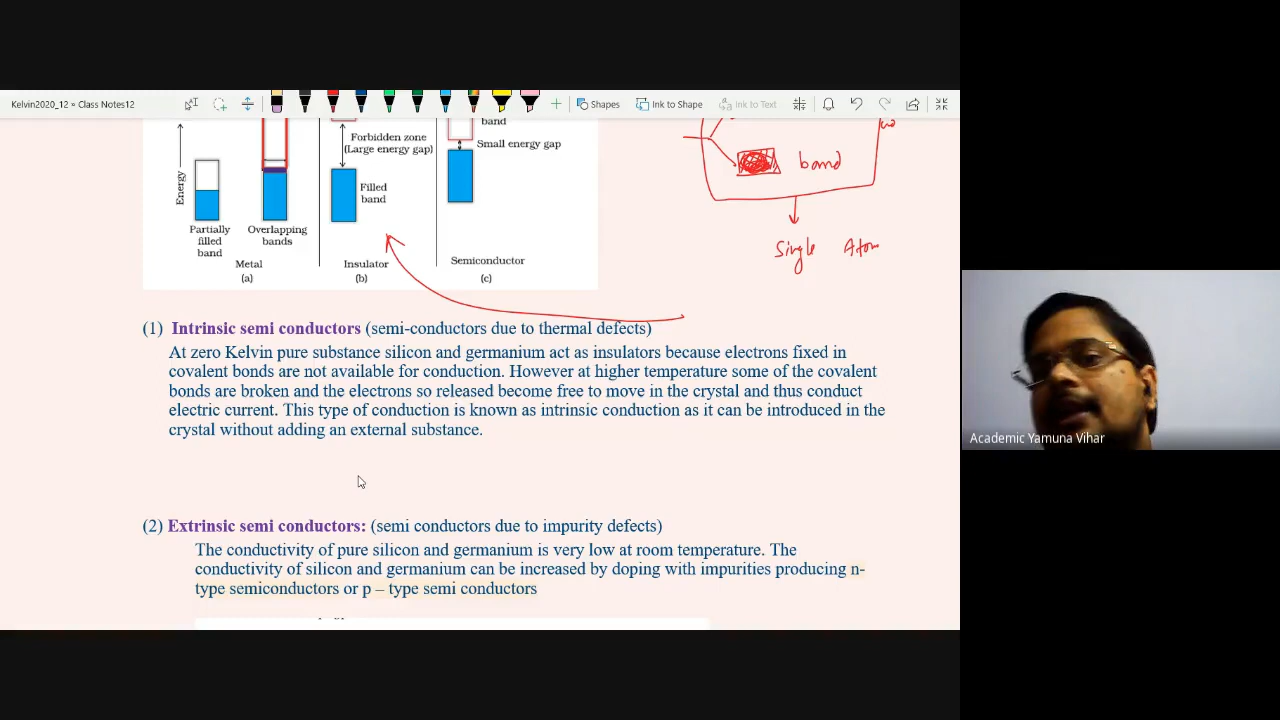 Kelvin2020_12 » Class Notes12
Shapes
Ink to Shape
Ink to Text
Energy
Partially
filled
band
Overlapping
bands
Metal
(a)
Forbidden zone
(Large energy gap)
Filled
band
Insulator
(b)
band
Small energy gap
Semiconductor
(c)
band
Single Atom
(1) Intrinsic semi conductors (semi-conductors due to thermal defects)
At zero Kelvin pure substance silicon and germanium act as insulators because electrons fixed in
covalent bonds are not available for conduction. However at higher temperature some of the covalent
bonds are broken and the electrons so released become free to move in the crystal and thus conduct
electric current. This type of conduction is known as intrinsic conduction as it can be introduced in the
crystal without adding an external substance.
(2) Extrinsic semi conductors: (semi conductors due to impurity defects)
The conductivity of pure silicon and germanium is very low at room temperature. The
conductivity of silicon and germanium can be increased by doping with impurities producing n-
type semiconductors or p – type semi conductors
Academic Yamuna Vihar